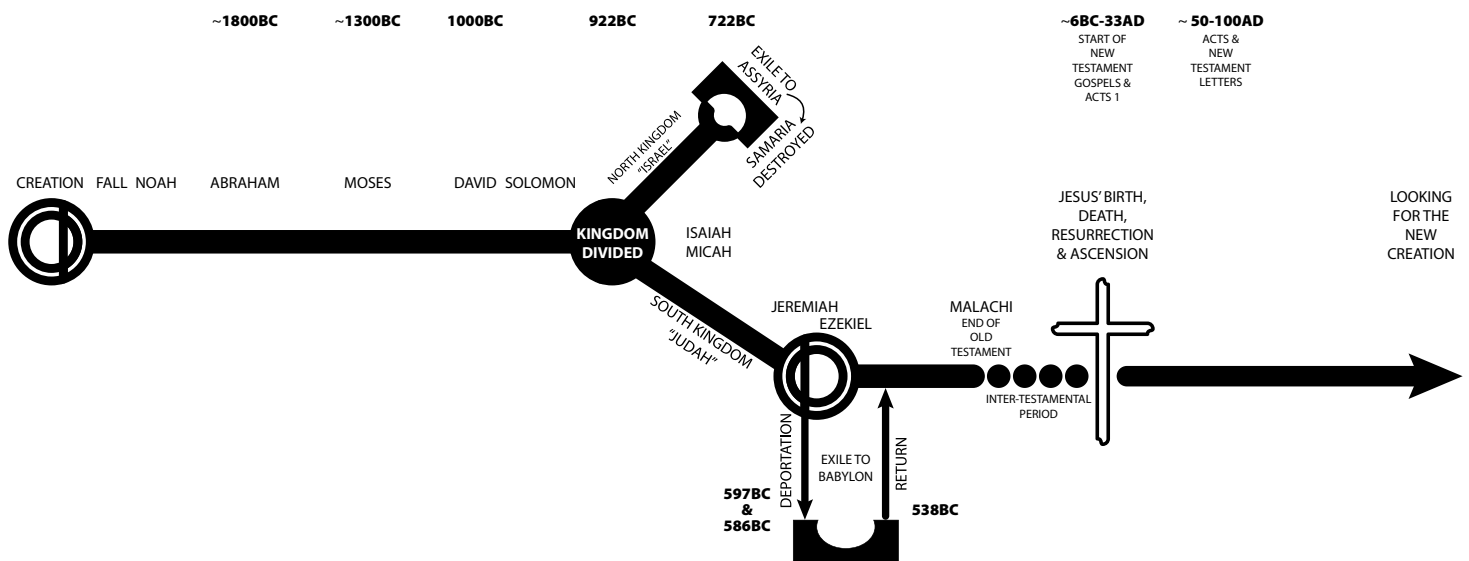 ~1800BC
~1300BC
1000BC
922BC
722BC
~6BC-33AD
START OF
NEW
TESTAMENT
GOSPELS &
ACTS 1
~ 50-100AD
ACTS &
NEW
TESTAMENT
LETTERS
EXILE TO
ASSYRIA
SAMARIA
DESTROYED
NORTH KINGDOM
"ISRAEL"
CREATION
FALL
NOAH
ABRAHAM
MOSES
DAVID
SOLOMON
KINGDOM
DIVIDED
ISAIAH
MICAH
SOUTH KINGDOM
"JUDAH"
JEREMIAH
EZEKIEL
MALACHI
END OF
OLD
TESTAMENT
INTER-TESTAMENTAL
PERIOD
JESUS' BIRTH,
DEATH,
RESURRECTION
& ASCENSION
LOOKING
FOR THE
NEW
CREATION
DEPORTATION
EXILE TO
BABYLON
RETURN
597BC
&
586BC
538BC